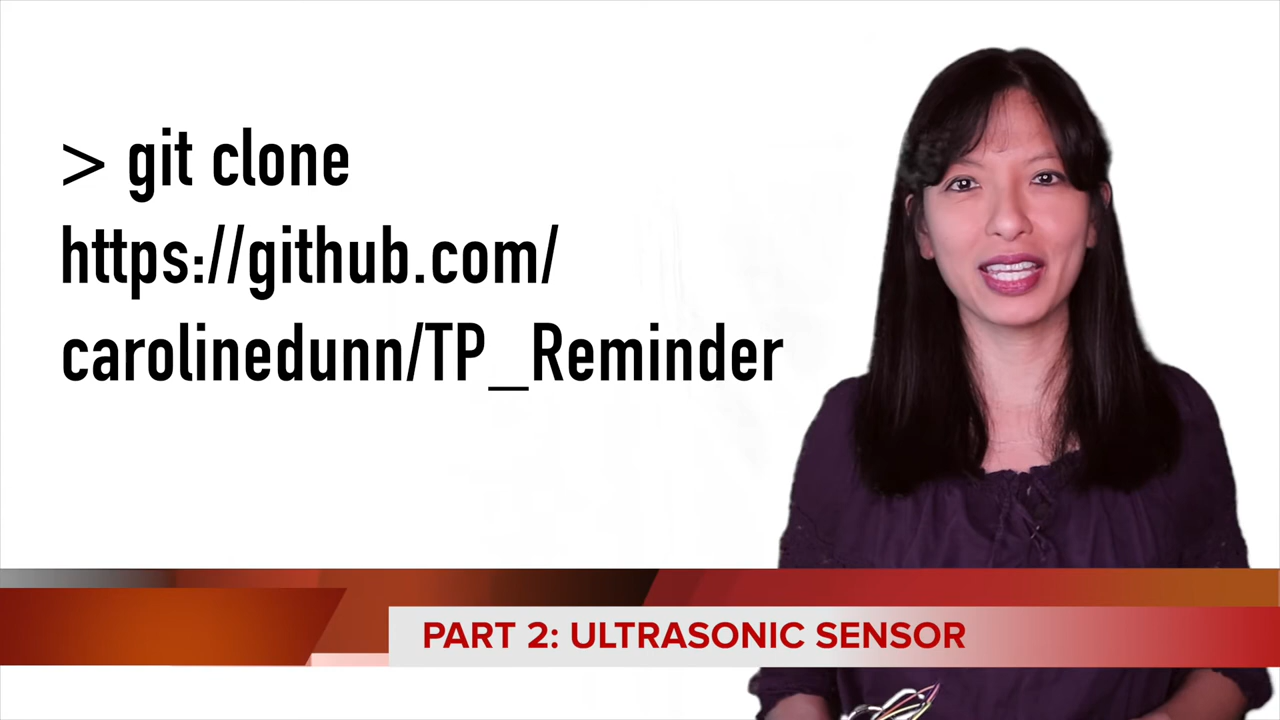 > git clone
https://github.com/
carolinedunn/TP_Reminder
PART 2: ULTRASONIC SENSOR